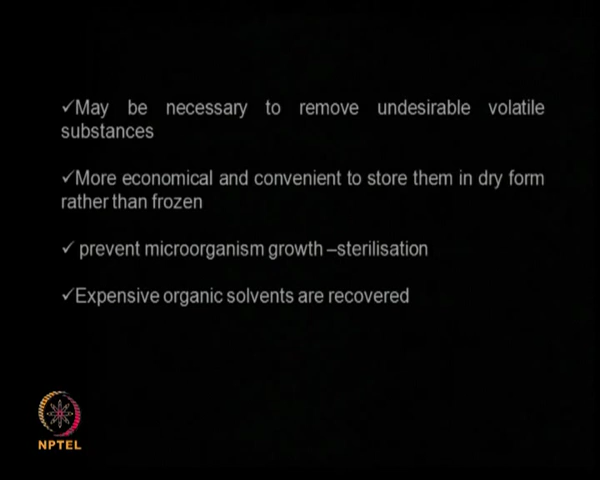 ✓May be necessary to remove undesirable volatile
substances
✓More economical and convenient to store them in dry form
rather than frozen
✓ prevent microorganism growth –sterilisation
✓Expensive organic solvents are recovered
NPTEL